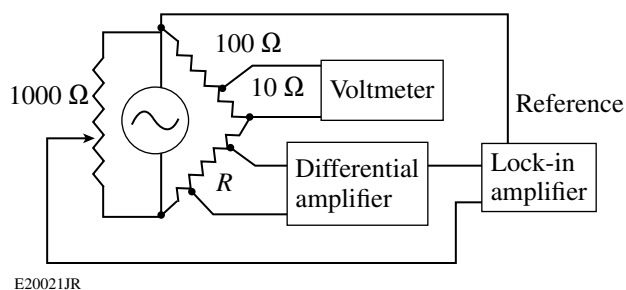 100 Ω
1000 Ω
10 Ω
Voltmeter
Reference
R
Differential
amplifier
Lock-in
amplifier
E20021JR